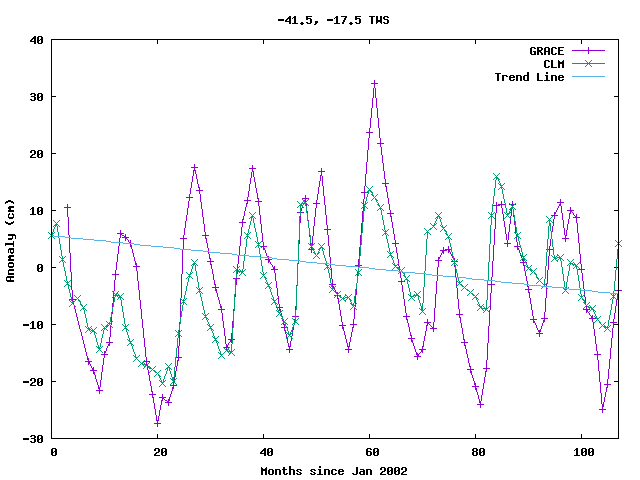 -41.5, -17.5 TWS
GRACE
CLM
Trend Line
40
30
20
10
0
-10
-20
-30
Anomaly (cm)
0 20 40 60 80 100
Months since Jan 2002